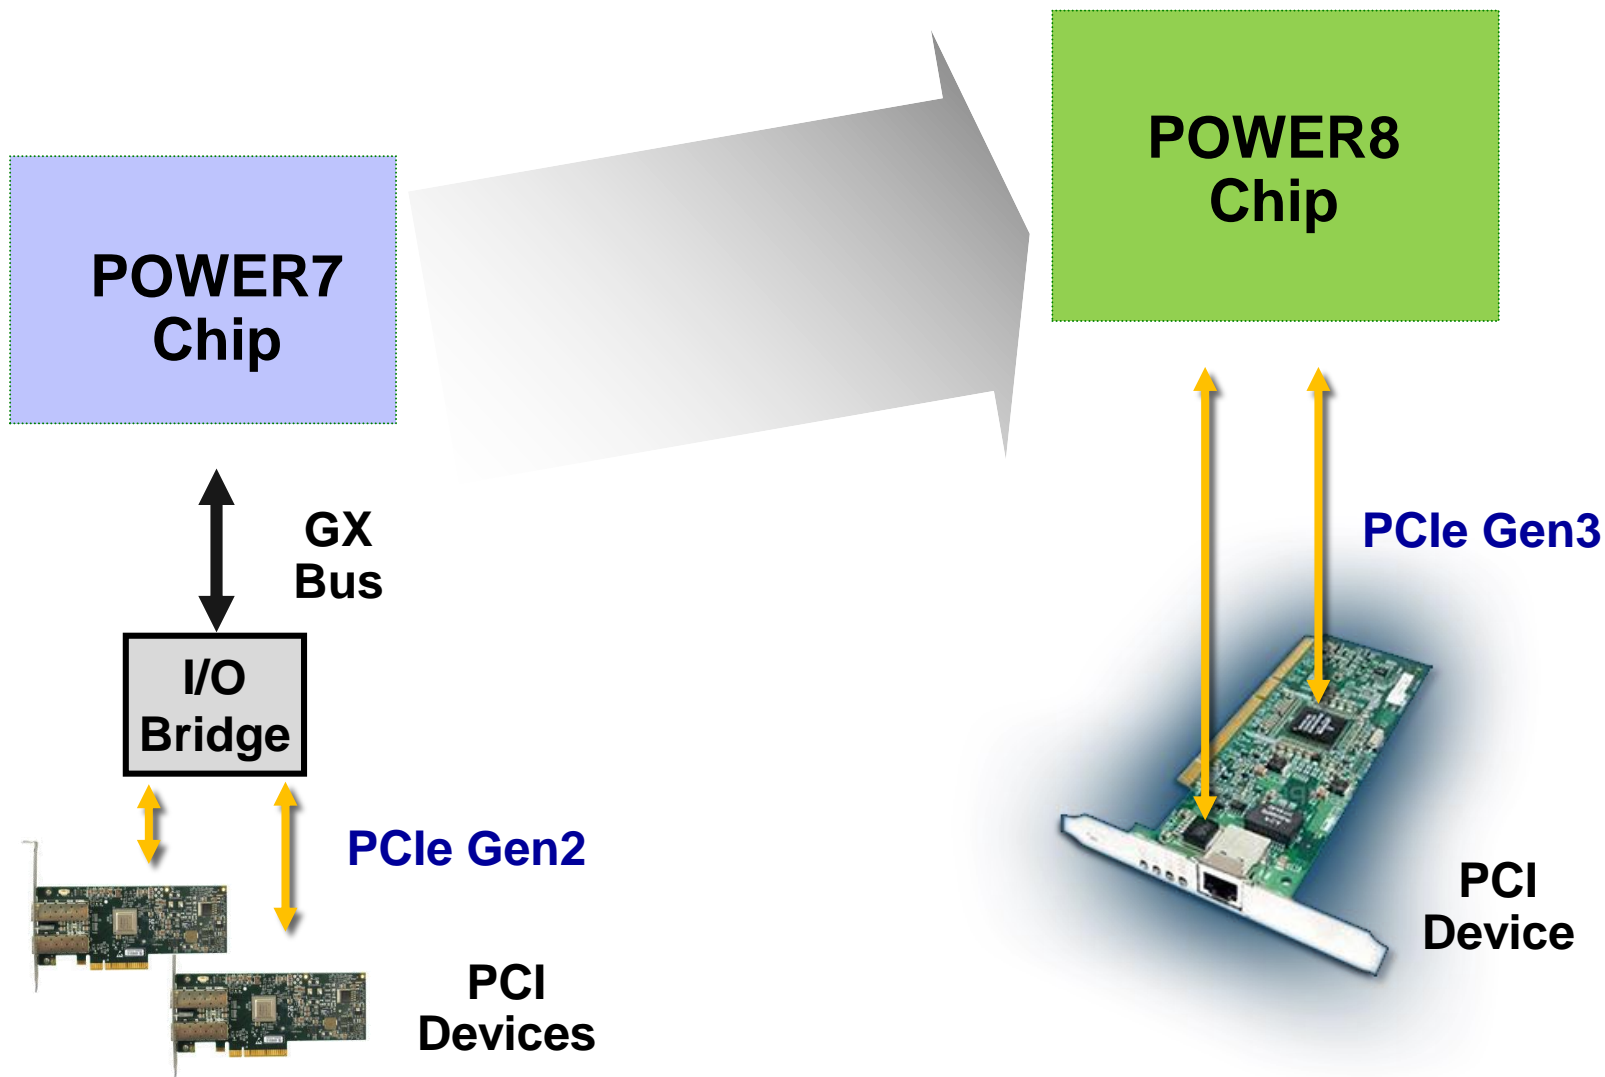 POWER7
Chip
GX
Bus
I/O
Bridge
PCIe Gen2
PCI
Devices
POWER8
Chip
PCIe Gen3
PCI
Device